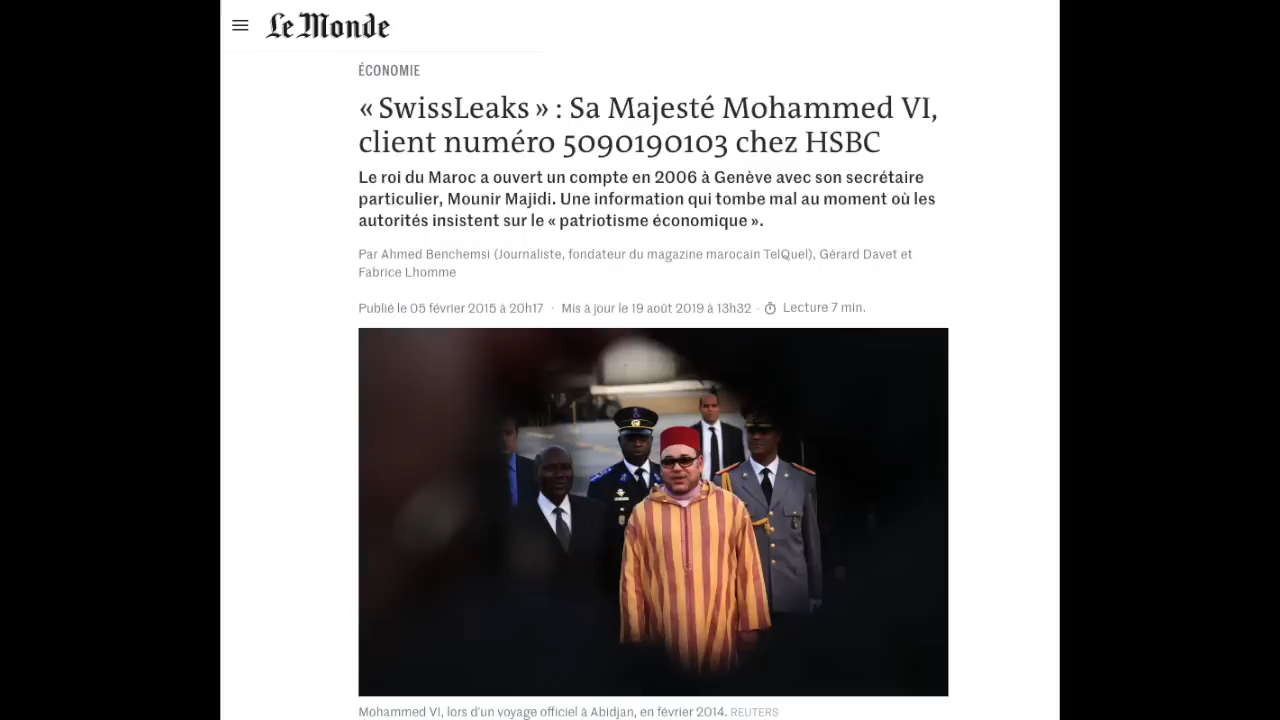 Le Monde
ÉCONOMIE
« SwissLeaks » : Sa Majesté Mohammed VI,
client numéro 5090190103 chez HSBC
Le roi du Maroc a ouvert un compte en 2006 à Genève avec son secrétaire
particulier, Mounir Majidi. Une information qui tombe mal au moment où les
autorités insistent sur le « patriotisme économique ».
Par Ahmed Benchemsi (Journaliste, fondateur du magazine marocain TelQuel), Gérard Davet et
Fabrice Lhomme
Publié le 05 février 2015 à 20h17 · Mis à jour le 19 août 2019 à 13h32 · Lecture 7 min.
Mohammed VI, lors d'un voyage officiel à Abidjan, en février 2014. REUTERS